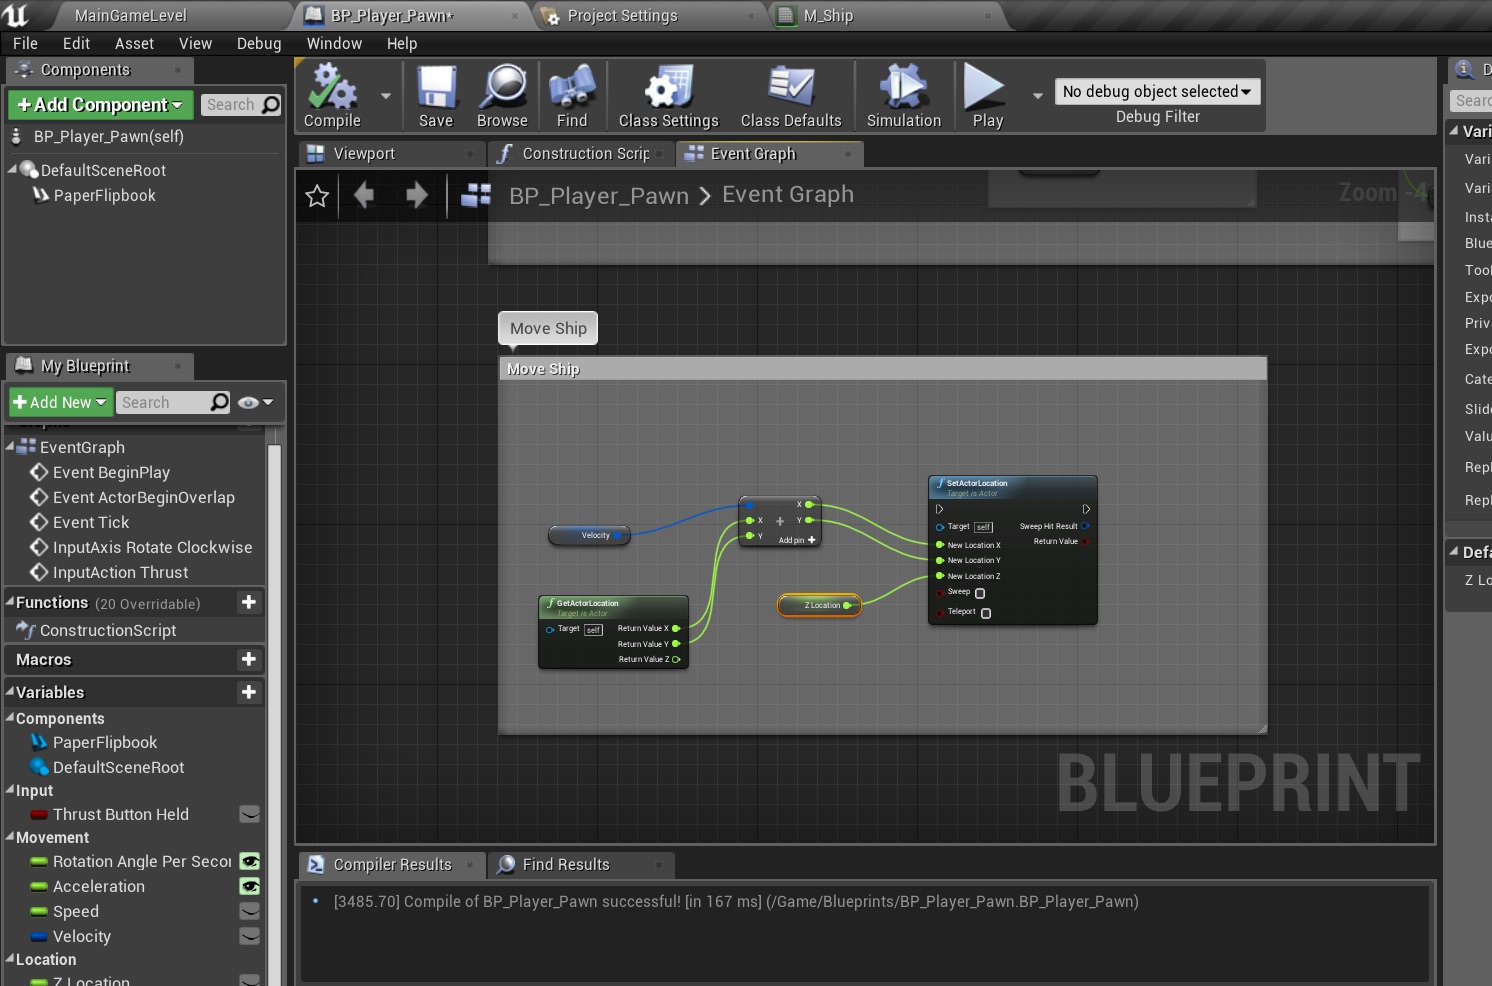 MainGameLevel
BP_Player_Pawn*
Project Settings
M_Ship
File Edit Asset View Debug Window Help
Components
+Add Component
Search
BP_Player_Pawn(self)
DefaultSceneRoot
PaperFlipbook
Compile
Save
Browse
Find
Class Settings
Class Defaults
Simulation
Play
No debug object selected
Debug Filter
Viewport
Construction Scrip
Event Graph
BP_Player_Pawn > Event Graph
Zoom -4
Move Ship
Move Ship
Velocity
X
Y
X
Y
Add pin +
GetActorLocation
Target is Actor
Target self
Return Value X
Return Value Y
Return Value Z
Z Location
SetActorLocation
Target is Actor
Target self
Sweep Hit Result
New Location X
Return Value
New Location Y
New Location Z
Sweep
Teleport
BLUEPRINT
My Blueprint
+Add New
Search
EventGraph
Event BeginPlay
Event ActorBeginOverlap
Event Tick
InputAxis Rotate Clockwise
InputAction Thrust
Functions (20 Overridable)
ConstructionScript
Macros
Variables
Components
PaperFlipbook
DefaultSceneRoot
Input
Thrust Button Held
Movement
Rotation Angle Per Secon
Acceleration
Speed
Velocity
Location
Z Location
Compiler Results
Find Results
[3485.70] Compile of BP_Player_Pawn successful! [in 167 ms] (/Game/Blueprints/BP_Player_Pawn.BP_Player_Pawn)
D
Searc
Vari
Vari
Vari
Insta
Blue
Tool
Expo
Priv
Expo
Cate
Slid
Valu
Repl
Repl
Defa
Z Lo